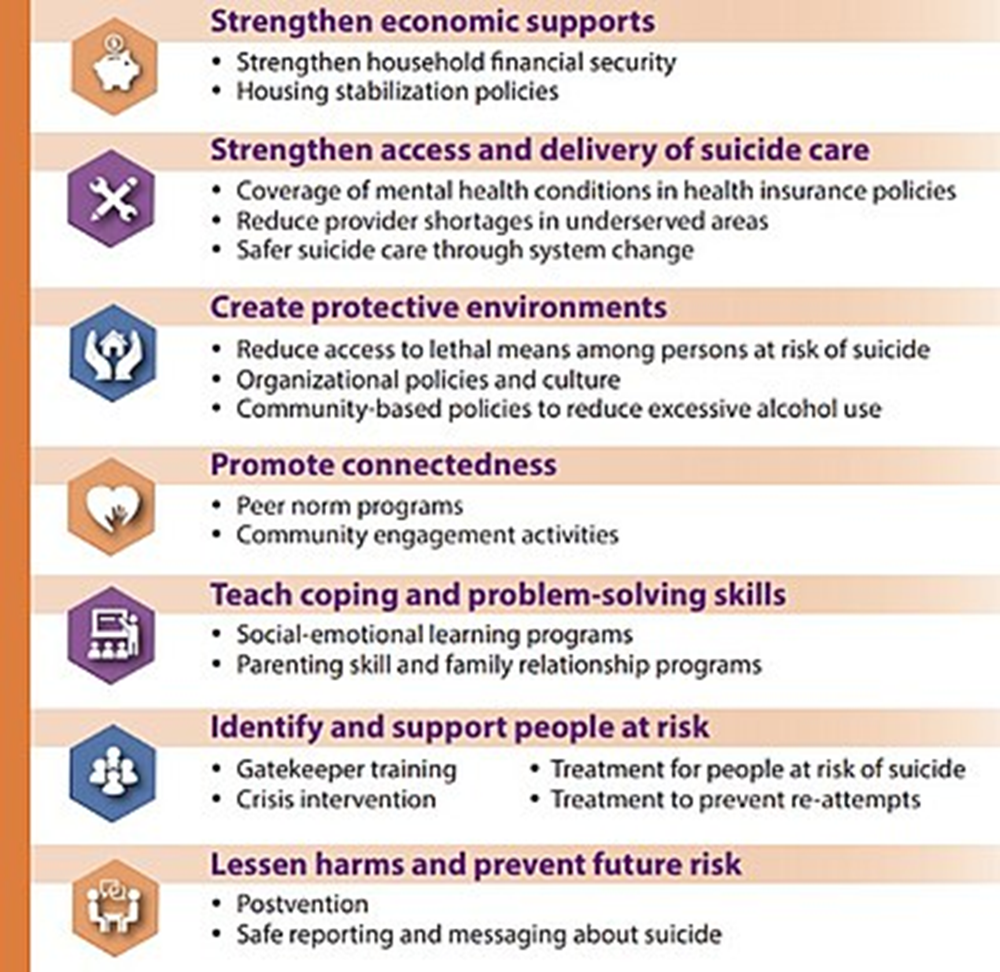 Strengthen economic supports
• Strengthen household financial security
• Housing stabilization policies
Strengthen access and delivery of suicide care
• Coverage of mental health conditions in health insurance policies
• Reduce provider shortages in underserved areas
• Safer suicide care through system change
Create protective environments
• Reduce access to lethal means among persons at risk of suicide
• Organizational policies and culture
• Community-based policies to reduce excessive alcohol use
Promote connectedness
• Peer norm programs
• Community engagement activities
Teach coping and problem-solving skills
• Social-emotional learning programs
• Parenting skill and family relationship programs
Identify and support people at risk
• Gatekeeper training
• Crisis intervention
• Treatment for people at risk of suicide
• Treatment to prevent re-attempts
Lessen harms and prevent future risk
• Postvention
• Safe reporting and messaging about suicide